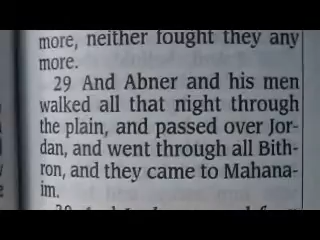 more, neither fought they any
more.
29 And Abner and his men
walked all that night through
the plain, and passed over Jor-
dan, and went through all Bith-
ron, and they came to Mahana-
im.